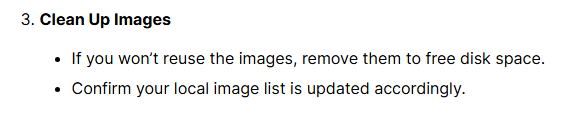 3. Clean Up Images
• If you won't reuse the images, remove them to free disk space.
• Confirm your local image list is updated accordingly.